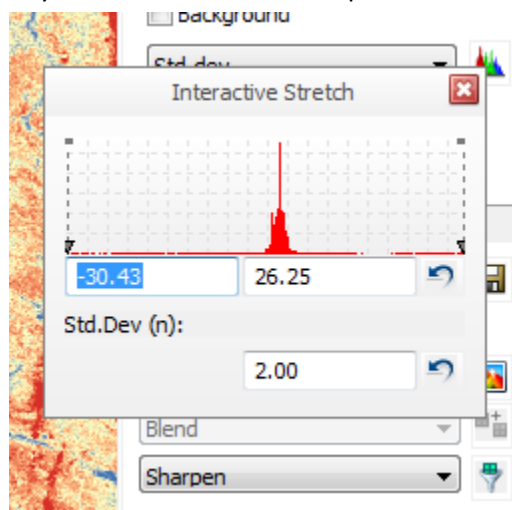 Background
Std.dev
Interactive Stretch
-30.43 26.25
Std.Dev (n):
2.00
Blend
Sharpen